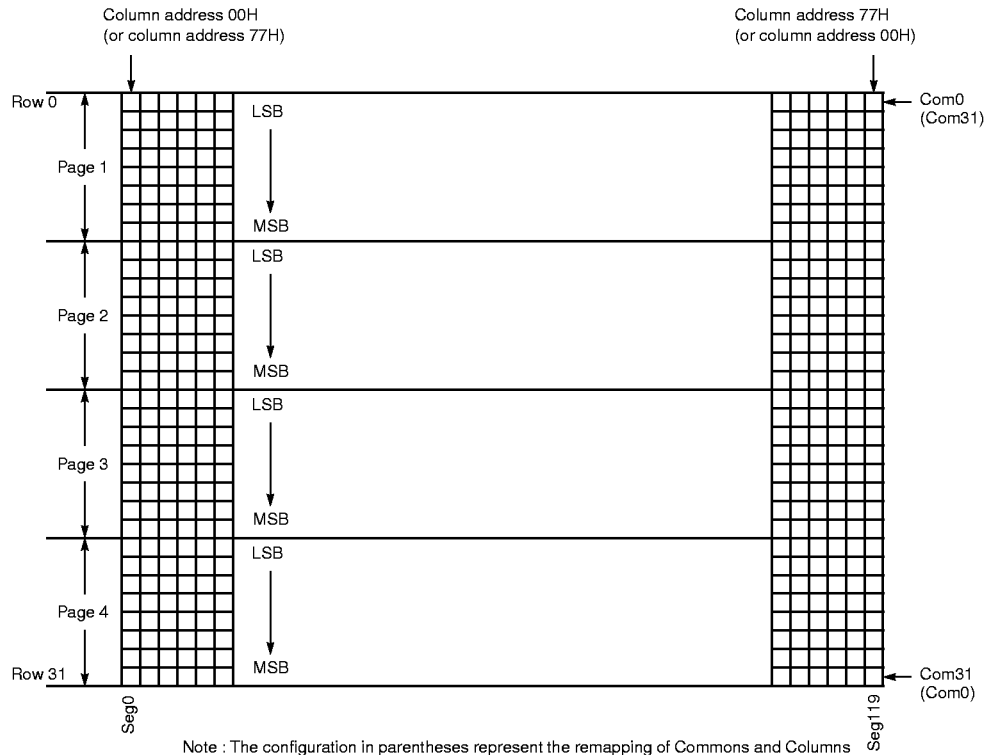 Column address 00H
(or column address 77H)
Column address 77H
(or column address 00H)
Row 0
LSB
Com0
(Com31)
Page 1
MSB
LSB
Page 2
MSB
LSB
Page 3
MSB
LSB
Page 4
MSB
Row 31
Com31
(Com0)
Seg0
Seg119
Note : The configuration in parentheses represent the remapping of Commons and Columns